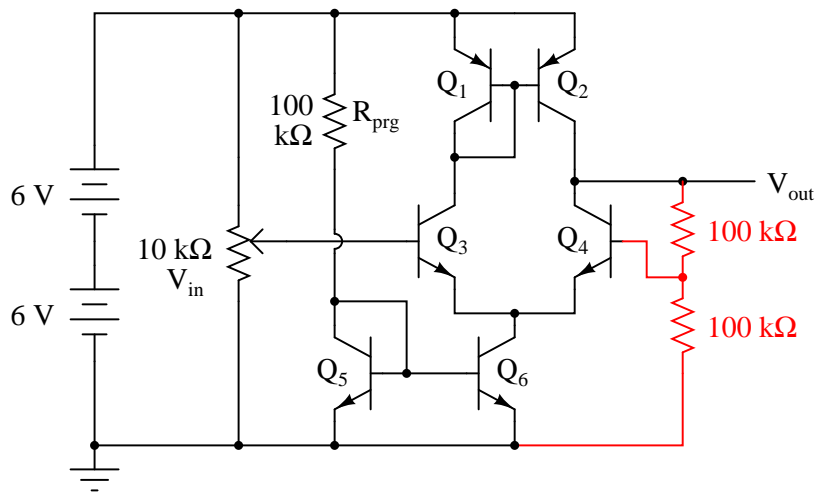 Q1
Q2
100
kΩ
Rprg
6 V
Vout
10 kΩ
Vin
Q3
Q4
100 kΩ
6 V
100 kΩ
Q5
Q6